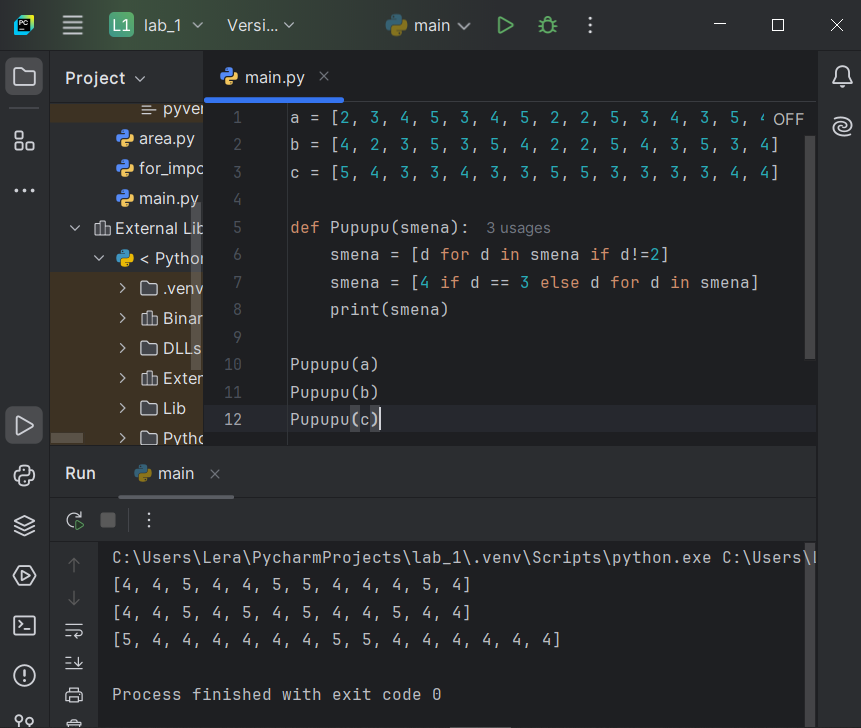 L1 lab_1 Versi... main
Project
main.py
pyver
area.py
for_impo
main.py
External Lib
< Pythor
.venv
Binar
DLLs
Exter
Lib
Pytho
1 a = [2, 3, 4, 5, 3, 4, 5, 2, 2, 5, 3, 4, 3, 5, OFF
2 b = [4, 2, 3, 5, 3, 5, 4, 2, 2, 5, 4, 3, 5, 3, 4]
3 c = [5, 4, 3, 3, 4, 3, 3, 5, 5, 3, 3, 3, 3, 4, 4]
4
5 def Pupupu(smena): 3 usages
6 smena = [d for d in smena if d!=2]
7 smena = [4 if d == 3 else d for d in smena]
8 print(smena)
9
10 Pupupu(a)
11 Pupupu(b)
12 Pupupu(c)
Run main
C:\Users\Lera\PycharmProjects\lab_1\.venv\Scripts\python.exe C:\Users\
[4, 4, 5, 4, 4, 5, 5, 4, 4, 4, 5, 4]
[4, 4, 5, 4, 5, 4, 5, 4, 4, 5, 4, 4]
[5, 4, 4, 4, 4, 4, 4, 5, 5, 4, 4, 4, 4, 4, 4]
Process finished with exit code 0